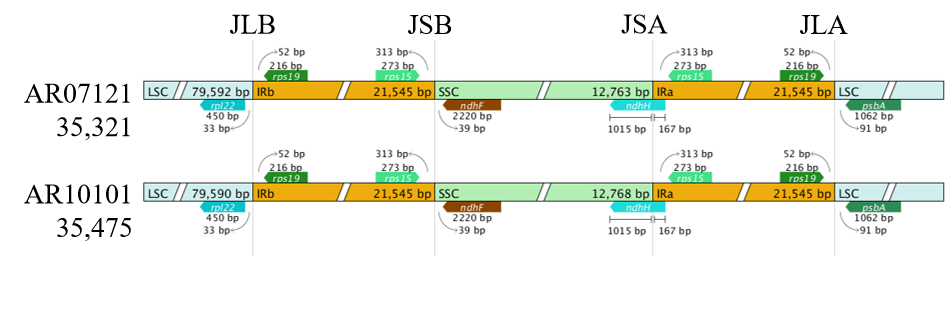 JLB JSB JSA JLA
52 bp 313 bp 313 bp 52 bp
216 bp 273 bp 273 bp 216 bp
rps19 rps15 rps15 rps19
AR07121 LSC 79,592 bp IRb 21,545 bp SSC 12,763 bp IRa 21,545 bp LSC
rpl22 ndhF ndhH psbA
450 bp 2220 bp 1062 bp
35,321 33 bp 39 bp 1015 bp 167 bp 91 bp
52 bp 313 bp 313 bp 52 bp
216 bp 273 bp 273 bp 216 bp
rps19 rps15 rps15 rps19
AR10101 LSC 79,590 bp IRb 21,545 bp SSC 12,768 bp IRa 21,545 bp LSC
rpl22 ndhF ndhH psbA
450 bp 2220 bp 1062 bp
35,475 33 bp 39 bp 1015 bp 167 bp 91 bp